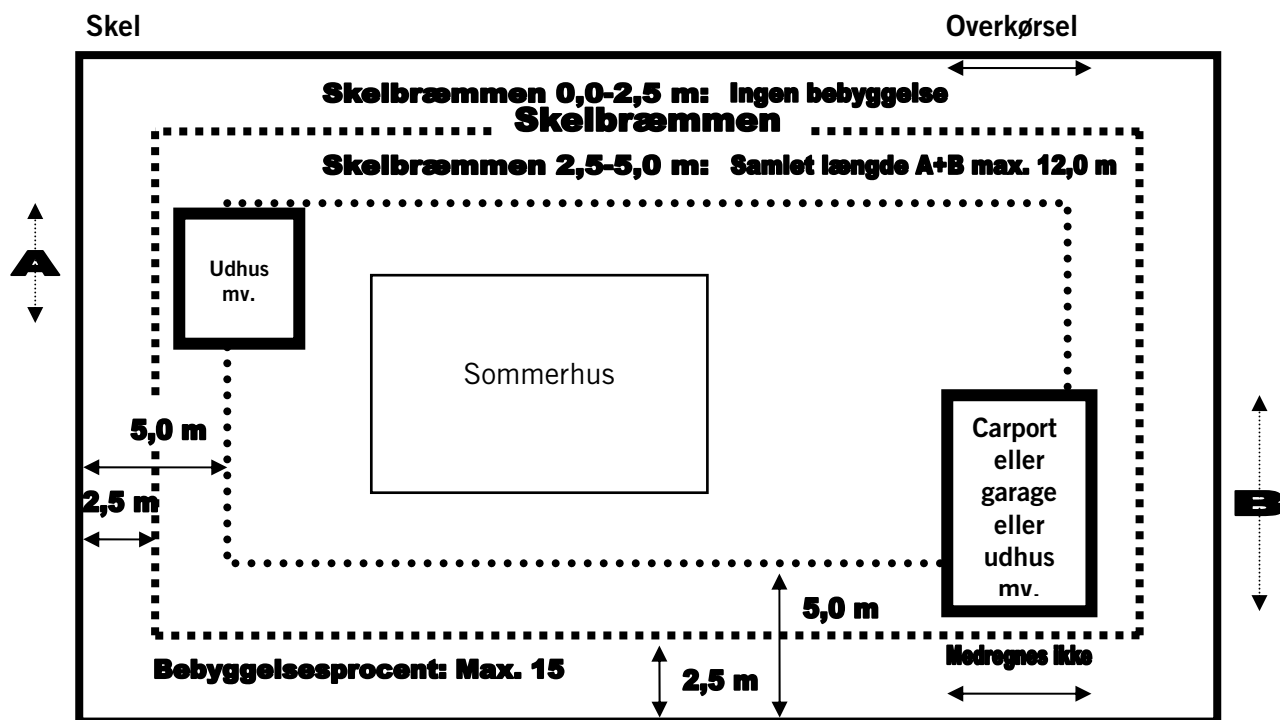 Skel
Overkørsel
Skelbræmmen 0,0-2,5 m: Ingen bebyggelse
Skelbræmmen
Skelbræmmen 2,5-5,0 m: Samlet længde A+B max. 12,0 m
A
Udhus
mv.
Sommerhus
5,0 m
2,5 m
Carport
eller
garage
eller
udhus
mv.
B
5,0 m
Medregnes ikke
Bebyggelsesprocent: Max. 15
2,5 m